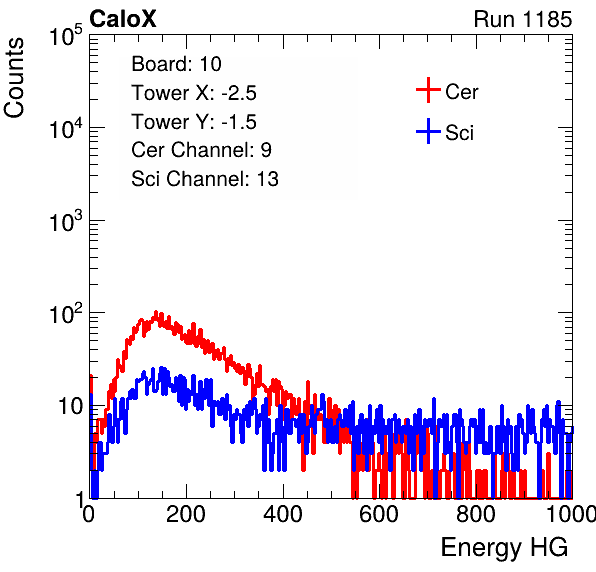 CaloX Run 1185
Counts
Board: 10
Tower X: -2.5
Tower Y: -1.5
Cer Channel: 9
Sci Channel: 13
Cer
Sci
10^5
10^4
10^3
10^2
10
1
0 200 400 600 800 1000
Energy HG